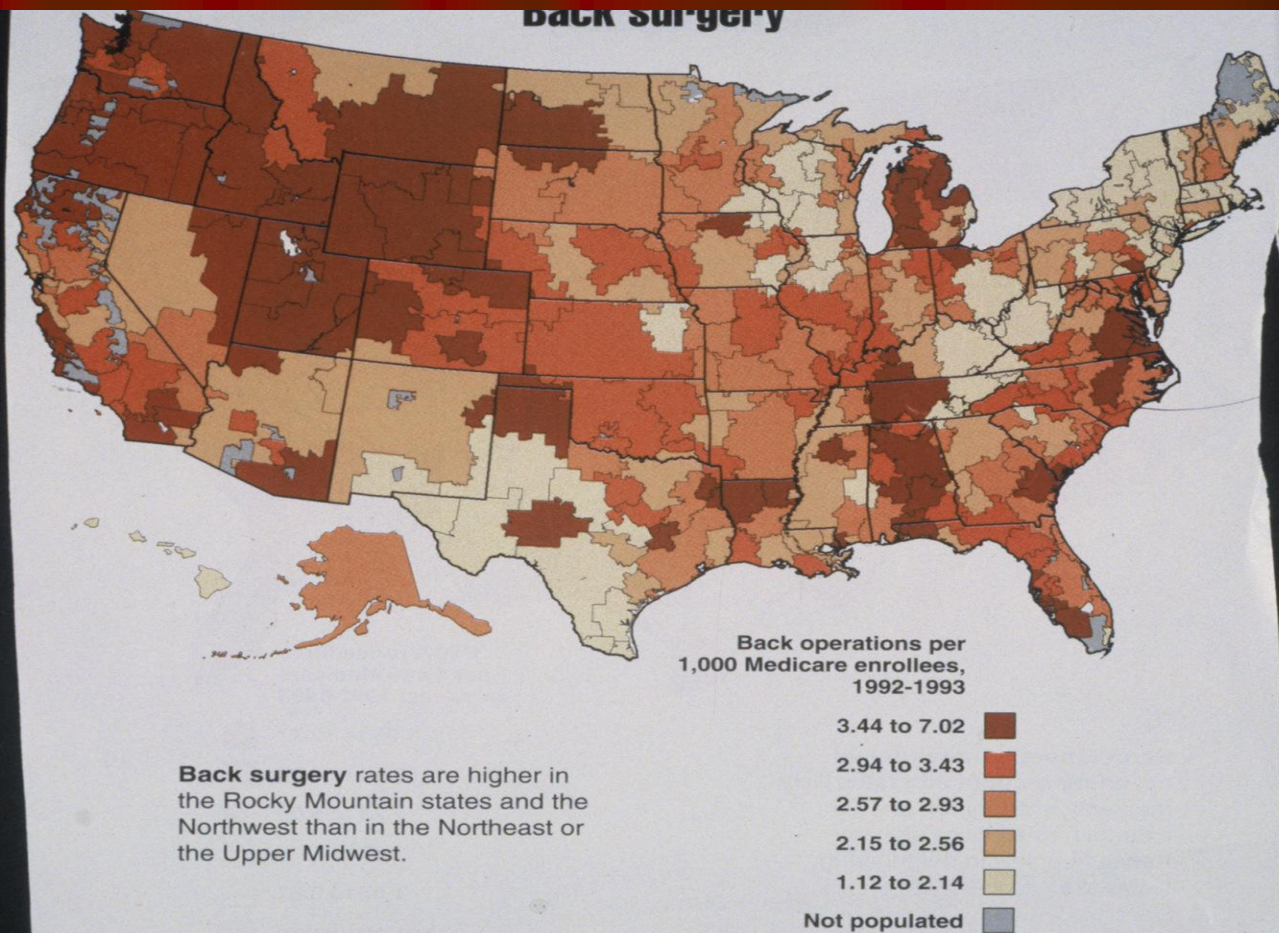 Back surgery
Back operations per
1,000 Medicare enrollees,
1992-1993
3.44 to 7.02
2.94 to 3.43
2.57 to 2.93
2.15 to 2.56
1.12 to 2.14
Not populated
Back surgery rates are higher in
the Rocky Mountain states and the
Northwest than in the Northeast or
the Upper Midwest.